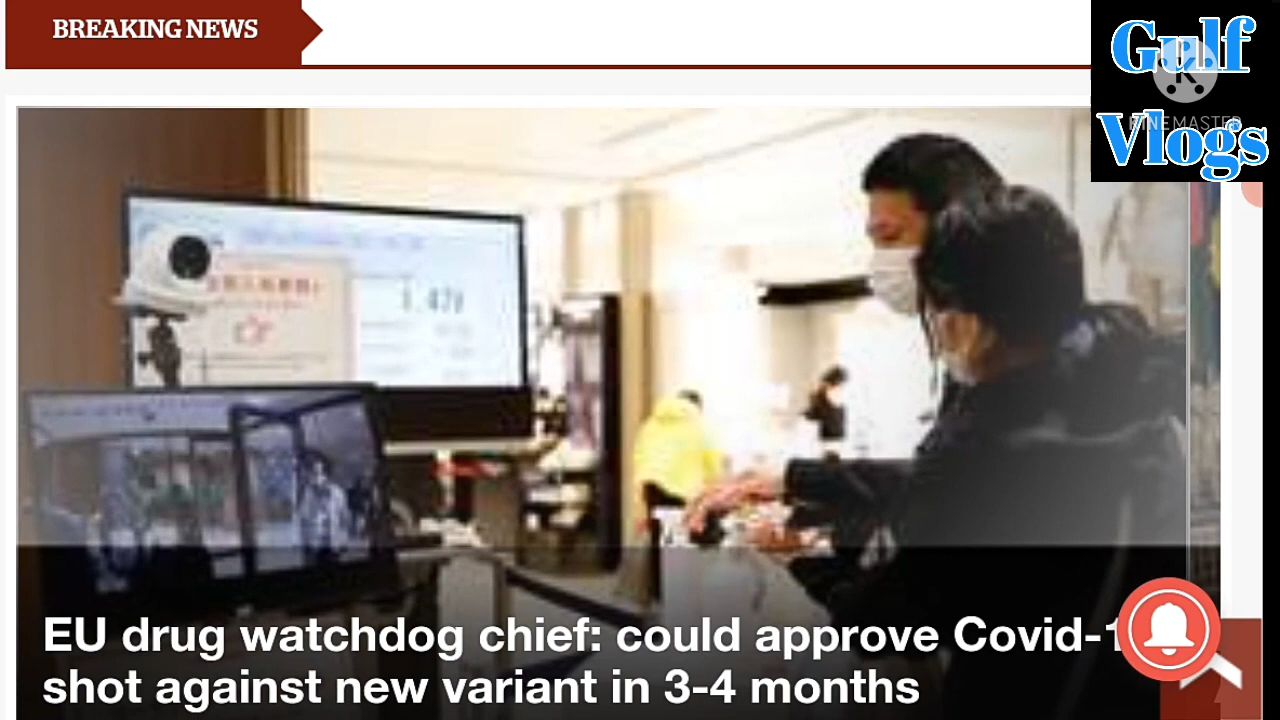 BREAKING NEWS
Gulf
Vlogs
KINEMASTER
EU drug watchdog chief: could approve Covid-1
shot against new variant in 3-4 months